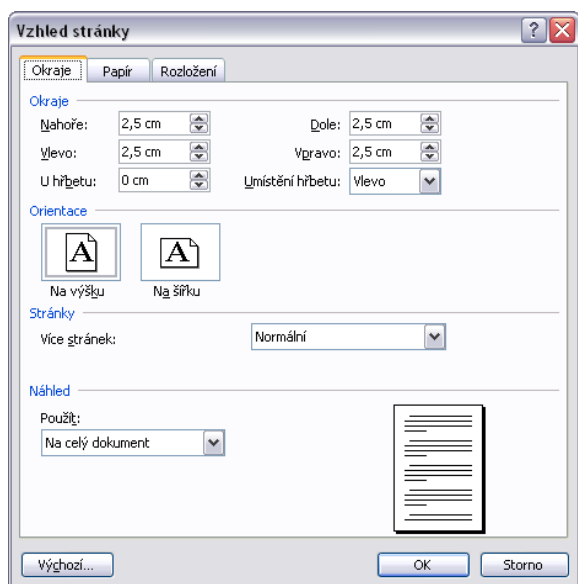 Vzhled stránky
Okraje Papír Rozložení
Okraje
Nahoře: 2,5 cm Dole: 2,5 cm
Vlevo: 2,5 cm Vpravo: 2,5 cm
U hřbetu: 0 cm Umístění hřbetu: Vlevo
Orientace
A A
Na výšku Na šířku
Stránky
Více stránek: Normální
Náhled
Použít:
Na celý dokument
Výchozí... OK Storno